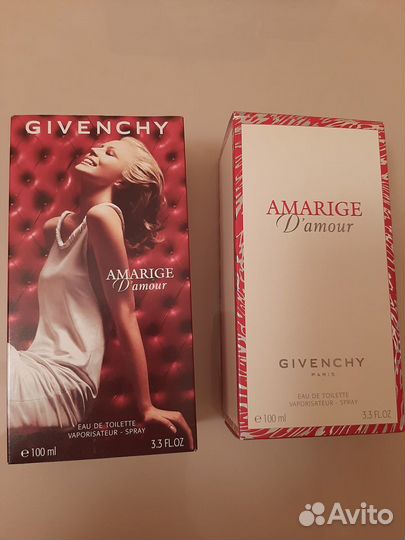 GIVENCHY
AMARIGE
D'amour
EAU DE TOILETTE
VAPORISATEUR - SPRAY
e 100 ml 3.3 FL.OZ
AMARIGE
D'amour
GIVENCHY
PARIS
EAU DE TOILETTE
VAPORISATEUR - SPRAY
e 100 ml 3.3 FL.OZ
Avito